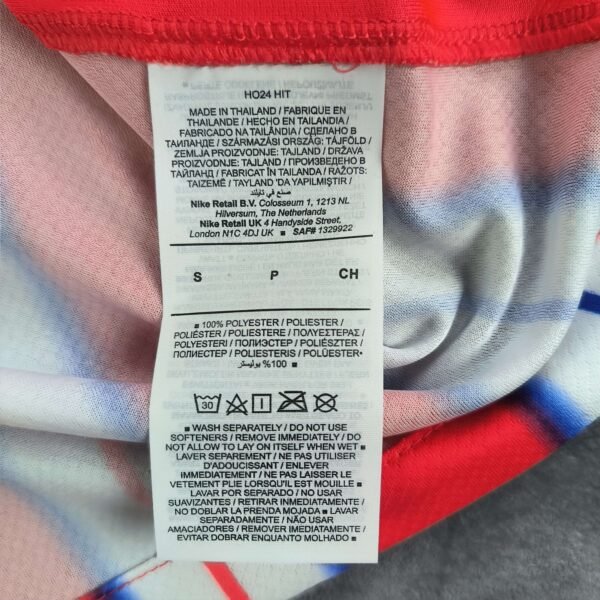 HO24 HIT
MADE IN THAILAND / FABRIQUE EN
THAILANDE / HECHO EN TAILANDIA /
FABRICADO NA TAILÂNDIA / СДЕЛАНО В
ТАИЛАНДЕ / SZÁRMAZÁSI ORSZÁG: TÁJFÖLD /
ZEMLJA PROIZVODNJE: TAJLAND / DRŽAVA
PROIZVODNJE: TAJLAND / ПРОИЗВЕДЕНО В
ТАЙЛАНД / FABRICAT ÎN TAILANDA / RAŽOTS:
TAIZEMĒ / TAYLAND 'DA YAPILMIŞTIR /
صنع في تايلند
Nike Retail B.V. Colosseum 1, 1213 NL
Hilversum, The Netherlands
Nike Retail UK 4 Handyside Street,
London N1C 4DJ UK ■ SAF# 1329922
S P CH
■ 100% POLYESTER / POLIESTER /
POLIÉSTER / POLIESTERE / ΠΟΛΥΕΣΤΕΡΑΣ /
POLYESTERI / ПОЛИЭСТЕР / POLIÉSZTER /
ПОЛИЕСТЕР / POLIESTERIS / POLÜESTER▪
100% بوليستر ■
30
■ WASH SEPARATELY / DO NOT USE
SOFTENERS / REMOVE IMMEDIATELY / DO
NOT ALLOW TO LAY ON ITSELF WHEN WET ■
LAVER SEPAREMENT / NE PAS UTILISER
D'ADOUCISSANT / ENLEVER
IMMEDIATEMENT / NE PAS LAISSER LE
VETEMENT PLIE LORSQU'IL EST MOUILLE ■
LAVAR POR SEPARADO / NO USAR
SUAVIZANTES / RETIRAR INMEDIATAMENTE /
NO DOBLAR LA PRENDA MOJADA ■ LAVAR
SEPARADAMENTE / NÃO USAR
AMACIADORES / REMOVER IMEDIATAMENTE /
EVITAR DOBRAR ENQUANTO MOLHADO ■